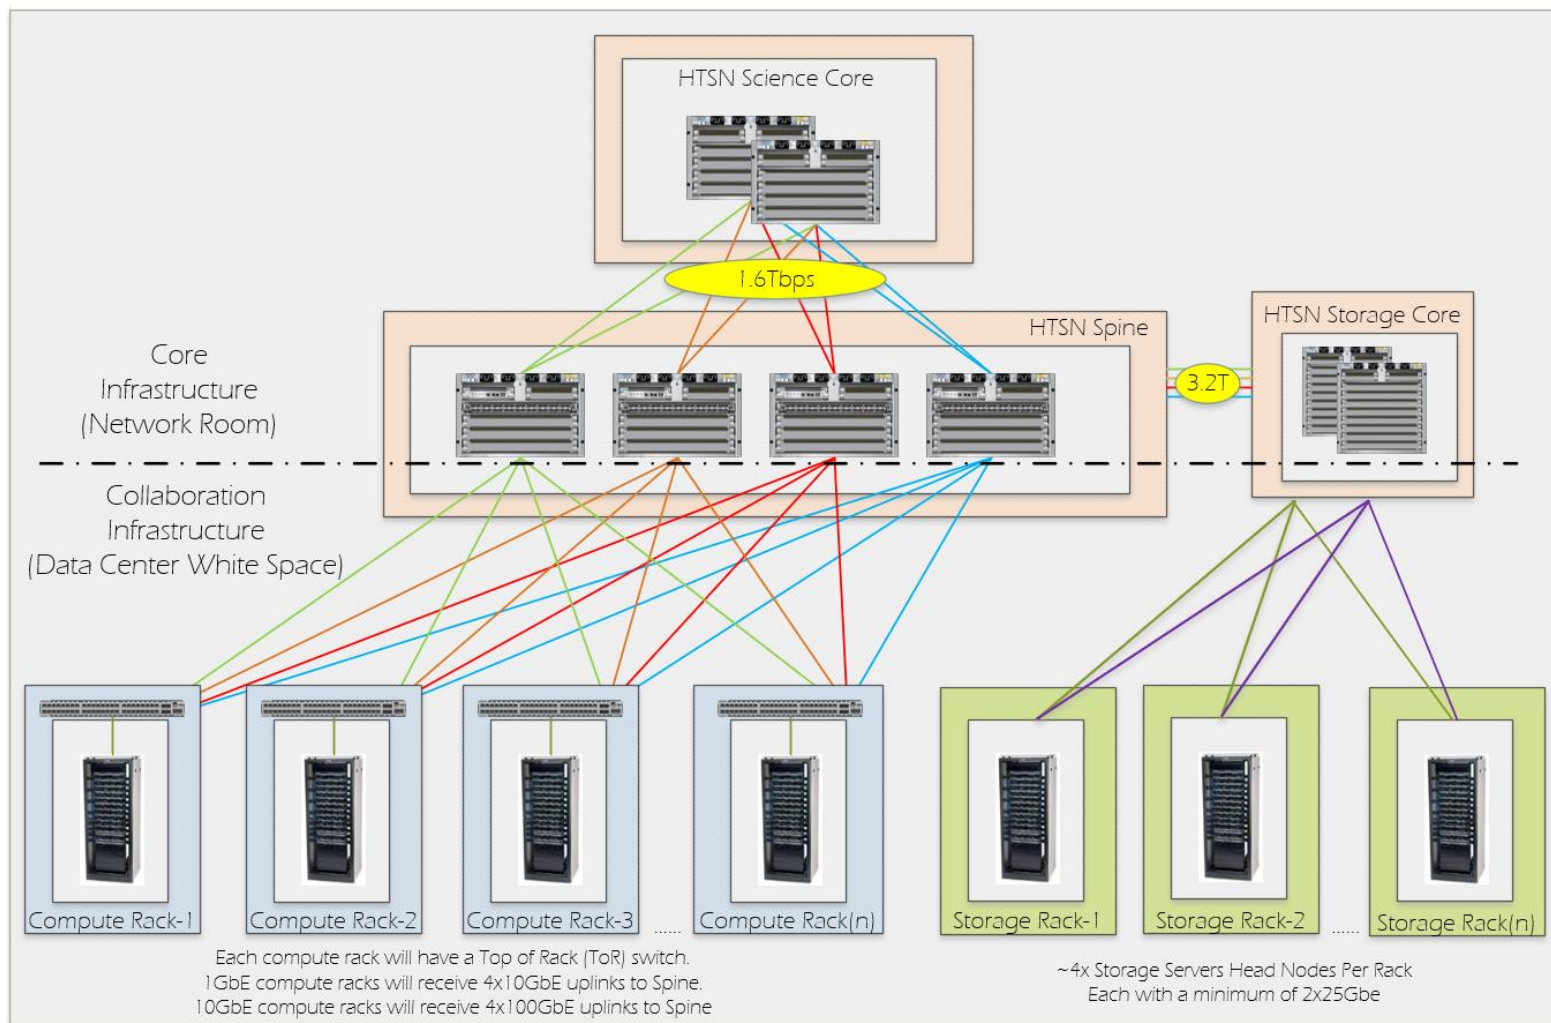 HTSN Science Core
1.6Tbps
HTSN Spine
HTSN Storage Core
3.2T
Core
Infrastructure
(Network Room)
Collaboration
Infrastructure
(Data Center White Space)
Compute Rack-1
Compute Rack-2
Compute Rack-3
......
Compute Rack(n)
Storage Rack-1
Storage Rack-2
......
Storage Rack(n)
Each compute rack will have a Top of Rack (ToR) switch.
1GbE compute racks will receive 4x10GbE uplinks to Spine.
10GbE compute racks will receive 4x100GbE uplinks to Spine
~4x Storage Servers Head Nodes Per Rack
Each with a minimum of 2x25Gbe